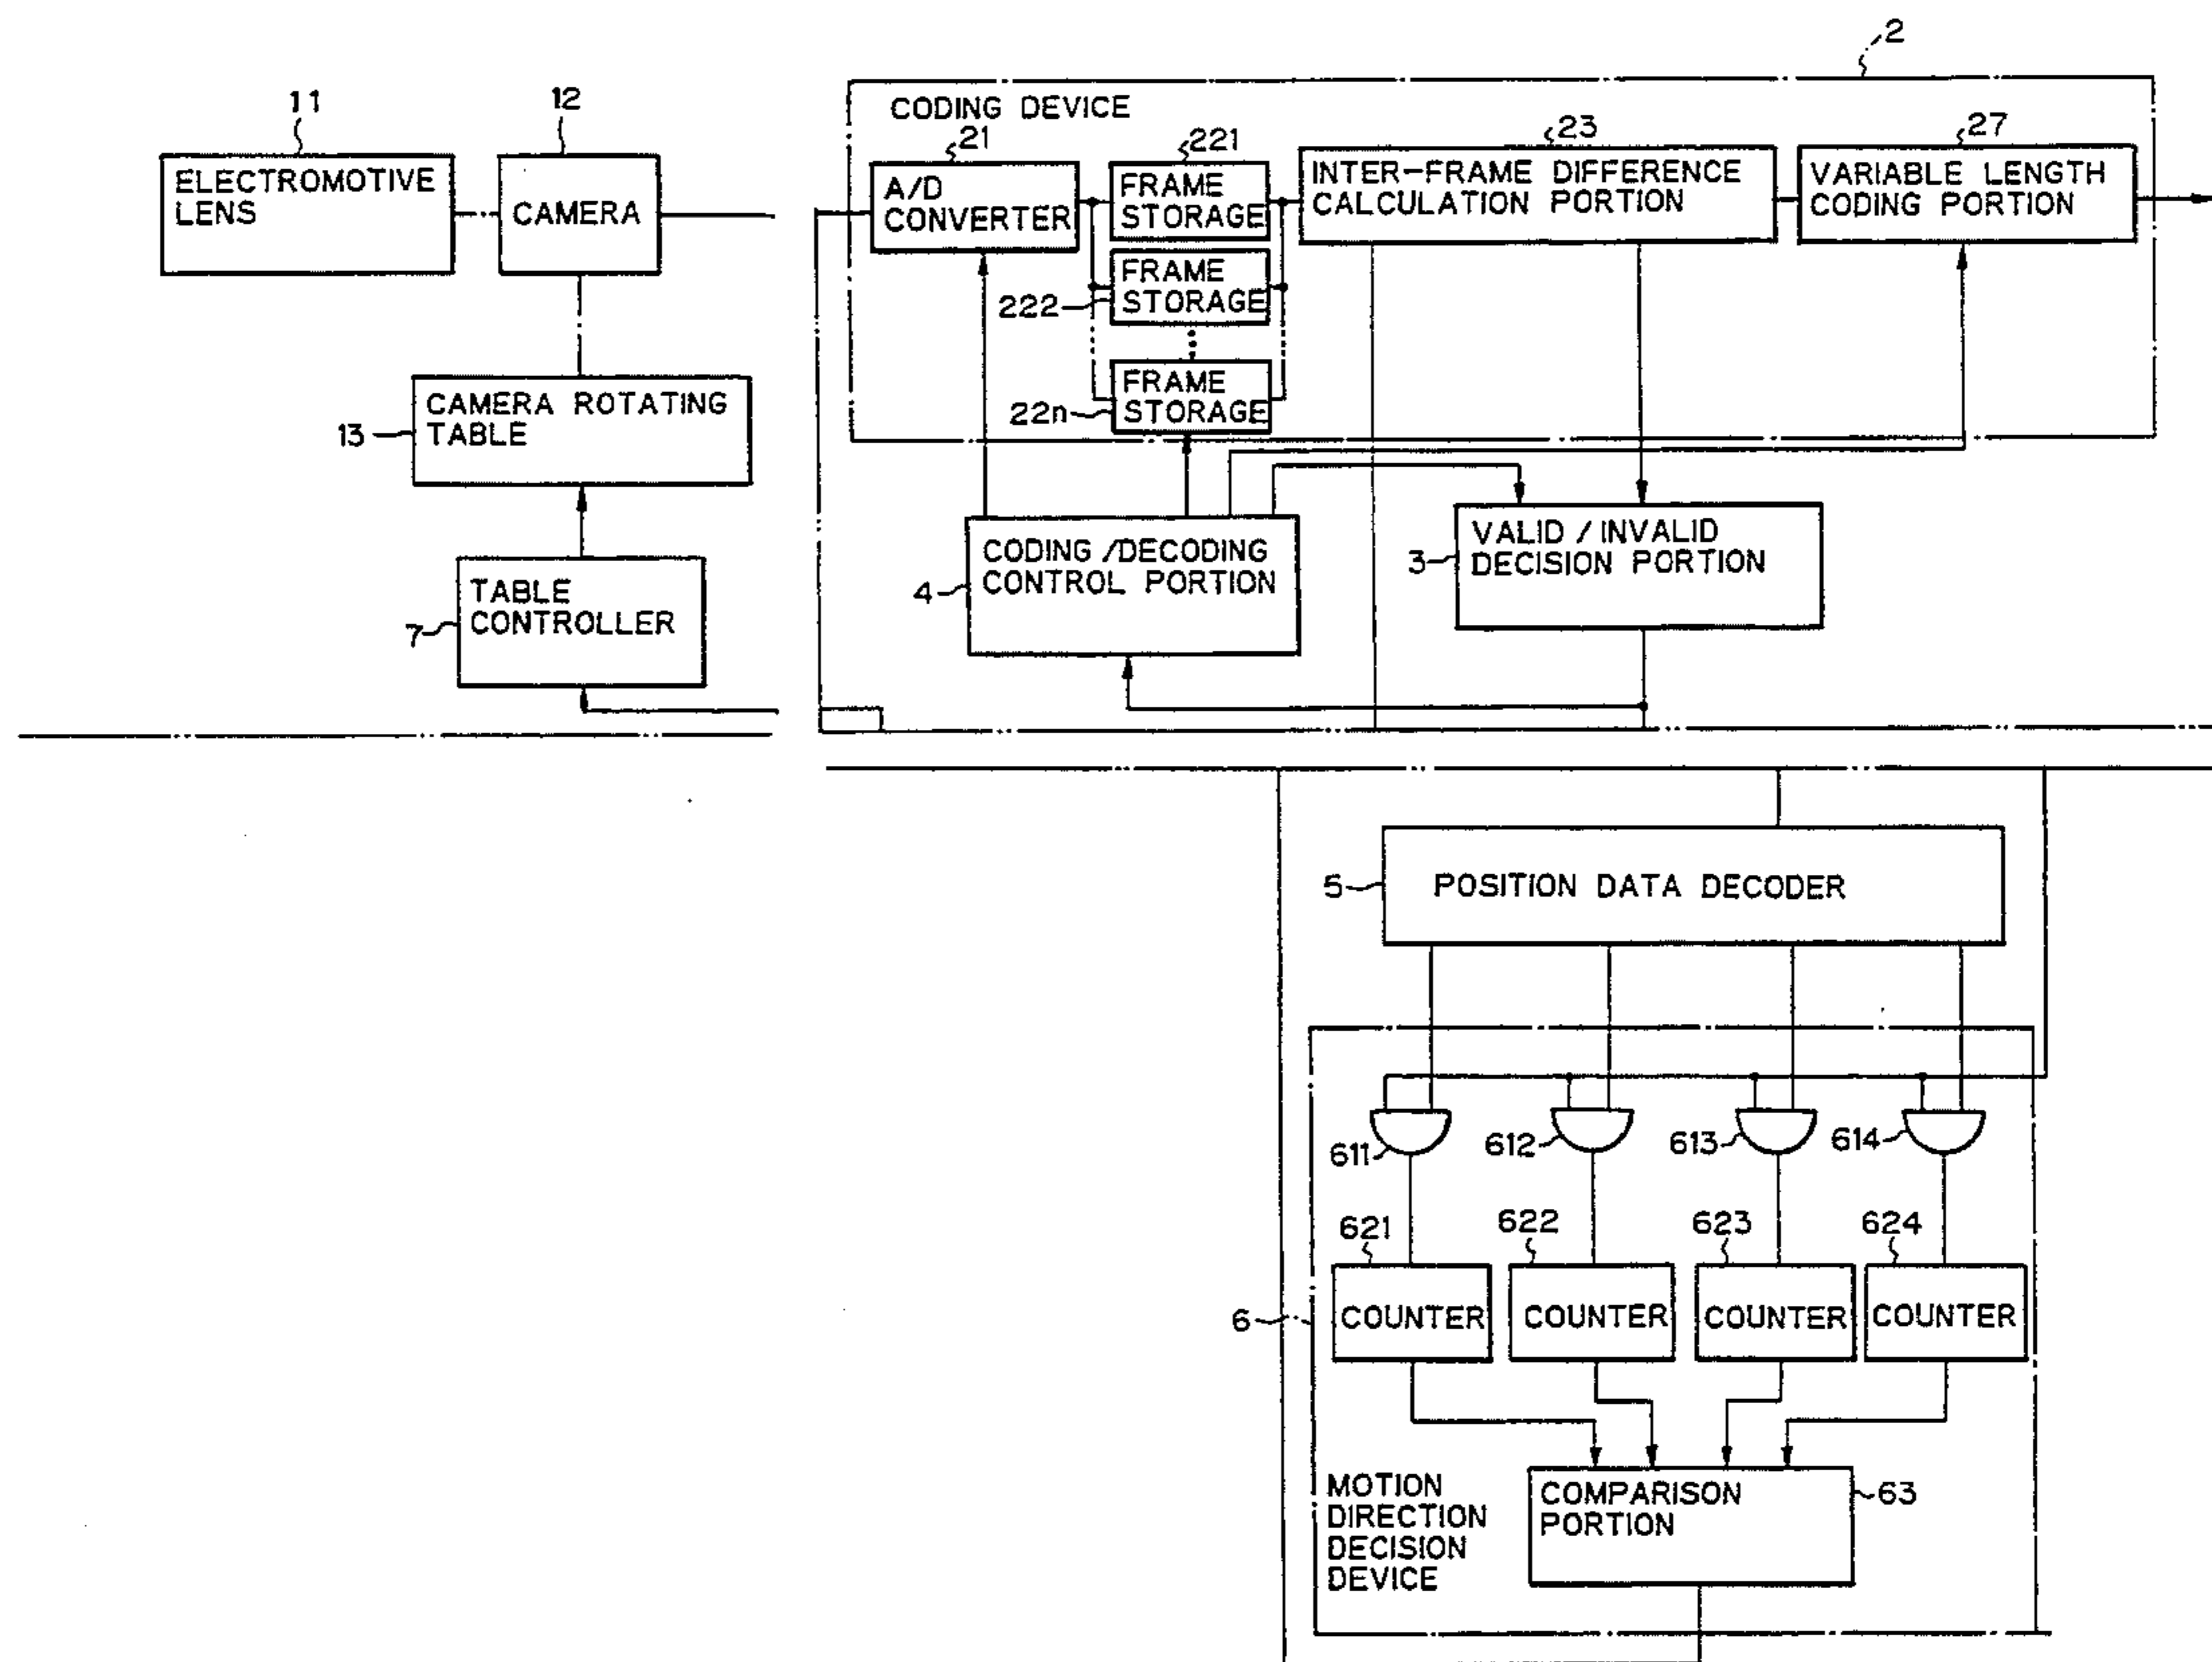 2
CODING DEVICE
11
12
21
221
23
27
ELECTROMOTIVE
LENS
CAMERA
A/D
CONVERTER
FRAME
STORAGE
INTER-FRAME DIFFERENCE
CALCULATION PORTION
VARIABLE LENGTH
CODING PORTION
222
FRAME
STORAGE
22n
FRAME
STORAGE
13
CAMERA ROTATING
TABLE
4
CODING/DECODING
CONTROL PORTION
3
VALID/INVALID
DECISION PORTION
7
TABLE
CONTROLLER
5
POSITION DATA DECODER
611
612
613
614
621
622
623
624
6
COUNTER
COUNTER
COUNTER
COUNTER
MOTION
DIRECTION
DECISION
DEVICE
COMPARISON
PORTION
63